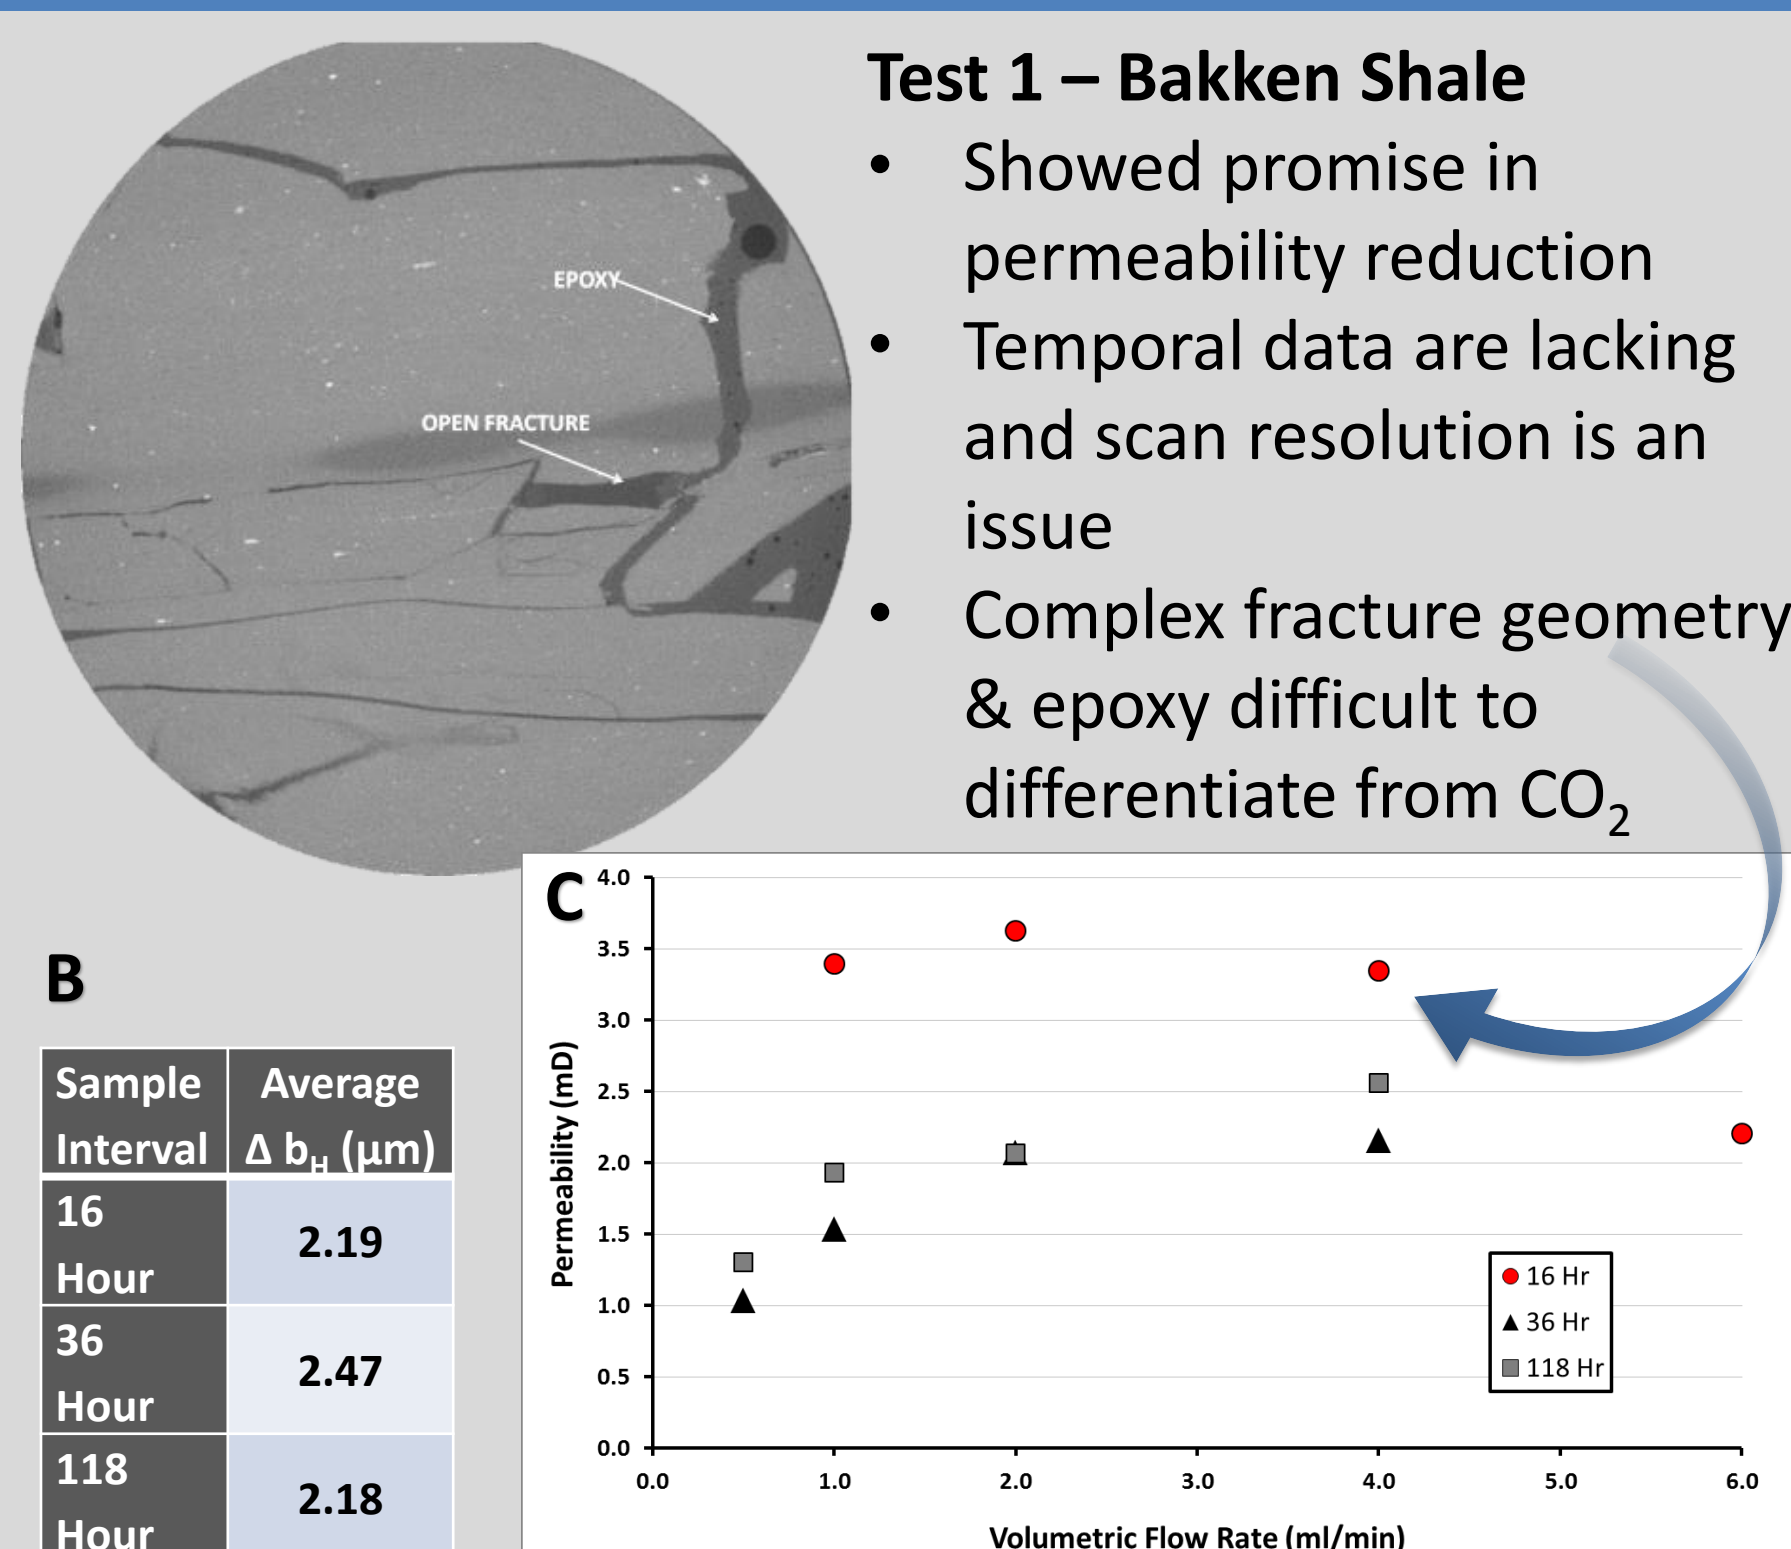 Test 1 – Bakken Shale
• Showed promise in
permeability reduction
• Temporal data are lacking
and scan resolution is an
issue
• Complex fracture geometry
& epoxy difficult to
differentiate from CO₂
EPOXY
OPEN FRACTURE
B
Sample Interval
Average Δ b_H (μm)
16 Hour
2.19
36 Hour
2.47
118 Hour
2.18
C
Permeability (mD)
4.0
3.5
3.0
2.5
2.0
1.5
1.0
0.5
0.0
0.0 1.0 2.0 3.0 4.0 5.0 6.0
Volumetric Flow Rate (ml/min)
16 Hr
36 Hr
118 Hr